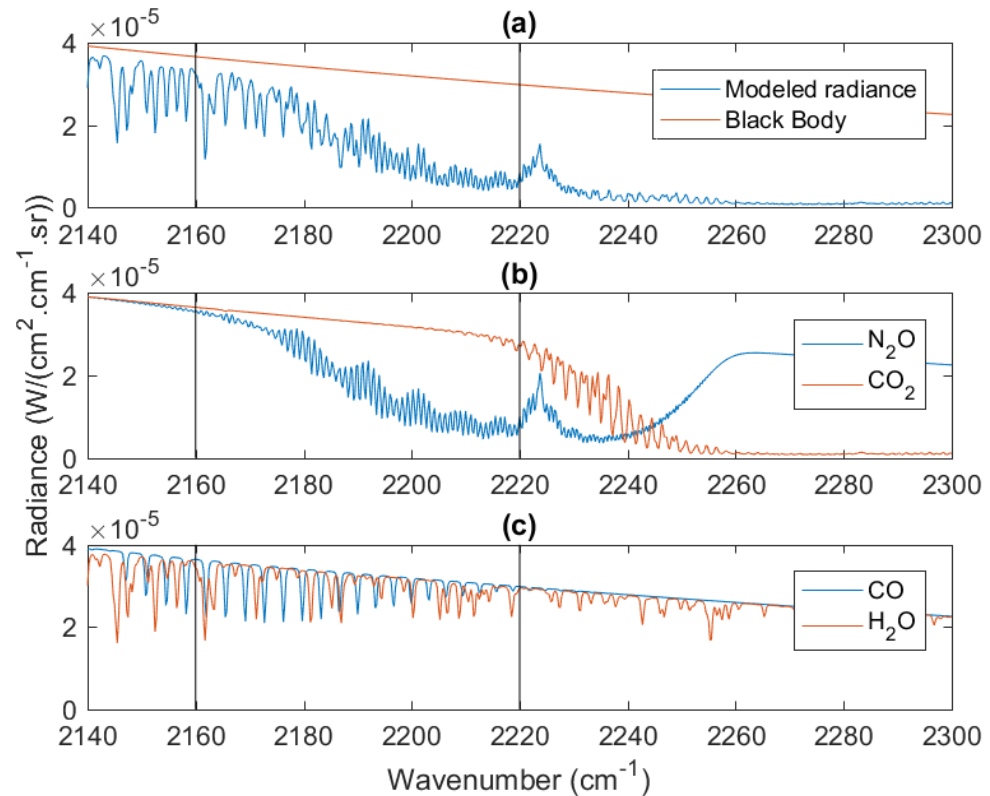 (a)
×10⁻⁵
4
2
0
Modeled radiance
Black Body
2140 2160 2180 2200 2220 2240 2260 2280 2300
(b)
×10⁻⁵
4
2
0
N₂O
CO₂
2140 2160 2180 2200 2220 2240 2260 2280 2300
(c)
×10⁻⁵
4
2
0
CO
H₂O
2140 2160 2180 2200 2220 2240 2260 2280 2300
Wavenumber (cm⁻¹)
Radiance (W/(cm².cm⁻¹.sr))